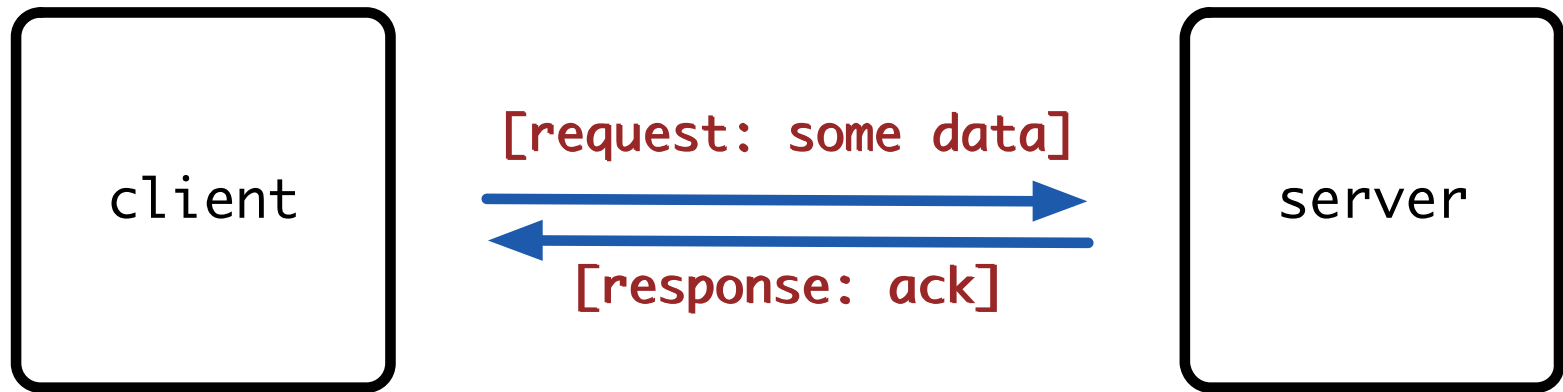 client
[request: some data]
[response: ack]
server